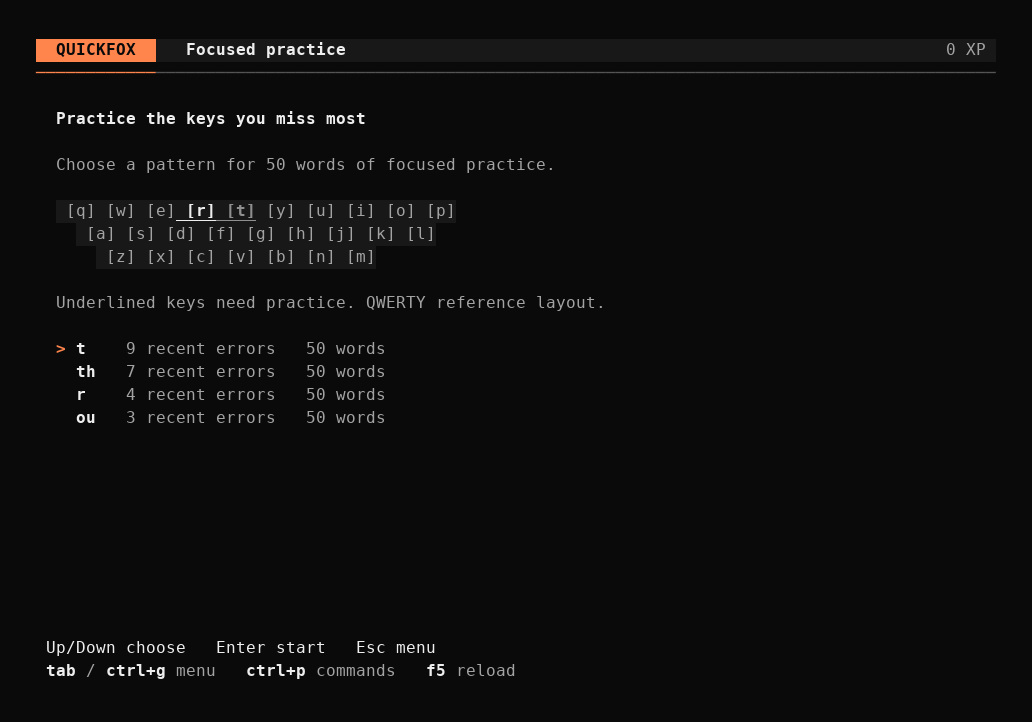 QUICKFOX Focused practice 0 XP
Practice the keys you miss most
Choose a pattern for 50 words of focused practice.
[q] [w] [e] [r] [t] [y] [u] [i] [o] [p]
[a] [s] [d] [f] [g] [h] [j] [k] [l]
[z] [x] [c] [v] [b] [n] [m]
Underlined keys need practice. QWERTY reference layout.
> t 9 recent errors 50 words
th 7 recent errors 50 words
r 4 recent errors 50 words
ou 3 recent errors 50 words
Up/Down choose Enter start Esc menu
tab / ctrl+g menu ctrl+p commands f5 reload